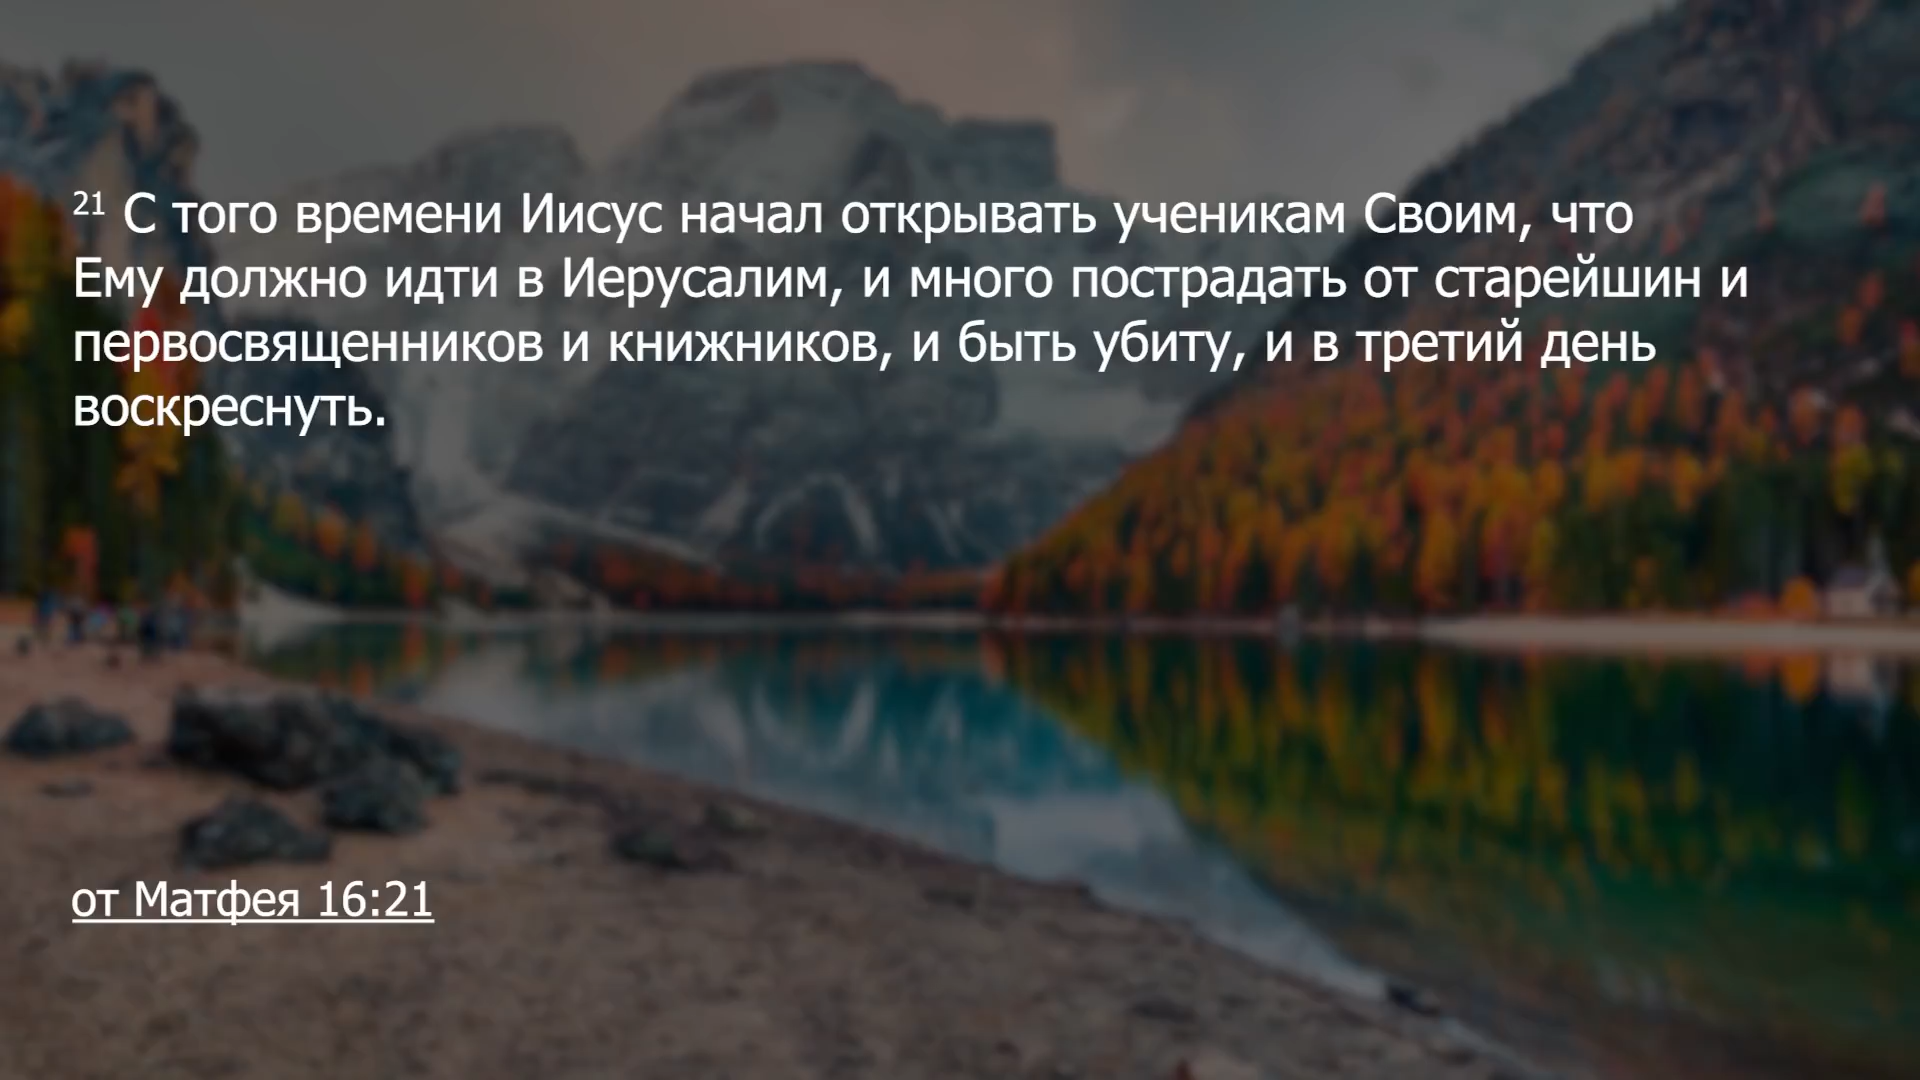 21 С того времени Иисус начал открывать ученикам Своим, что
Ему должно идти в Иерусалим, и много пострадать от старейшин и
первосвященников и книжников, и быть убиту, и в третий день
воскреснуть.
от Матфея 16:21